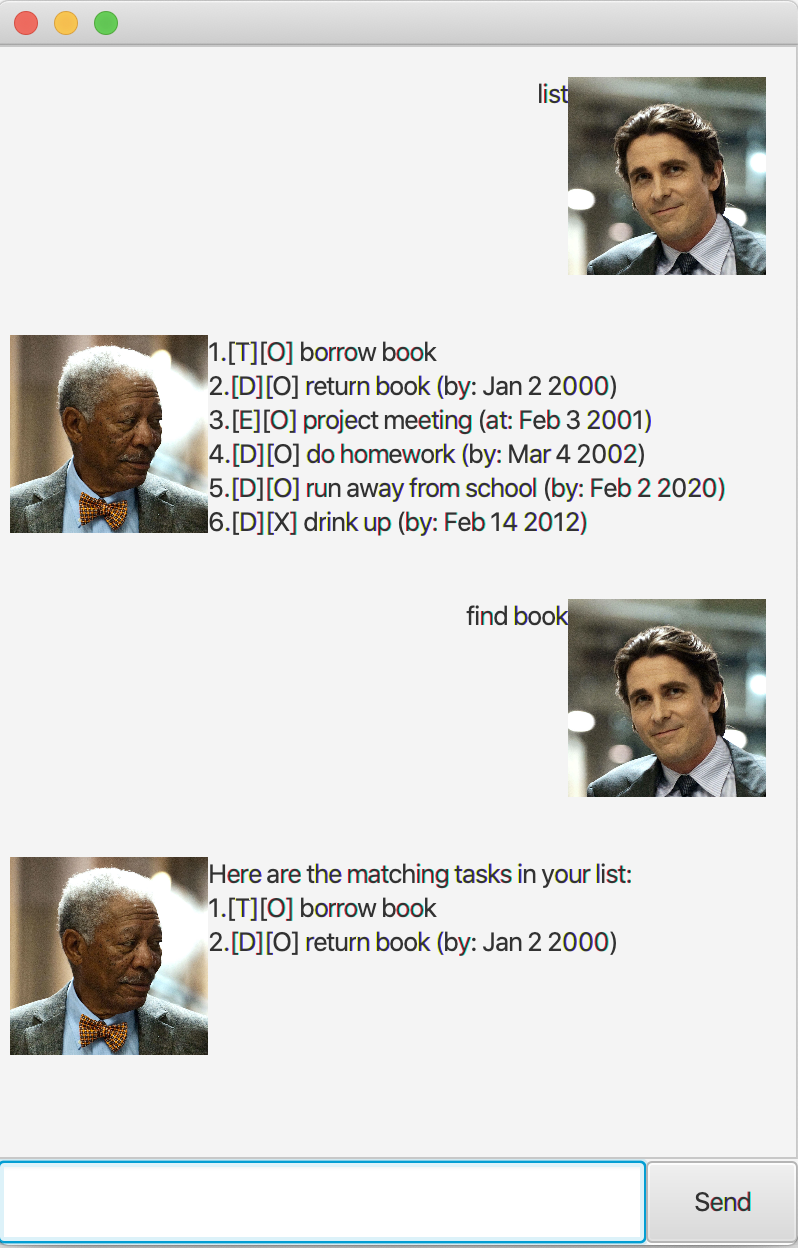 list
1.[T][O] borrow book
2.[D][O] return book (by: Jan 2 2000)
3.[E][O] project meeting (at: Feb 3 2001)
4.[D][O] do homework (by: Mar 4 2002)
5.[D][O] run away from school (by: Feb 2 2020)
6.[D][X] drink up (by: Feb 14 2012)
find book
Here are the matching tasks in your list:
1.[T][O] borrow book
2.[D][O] return book (by: Jan 2 2000)
Send